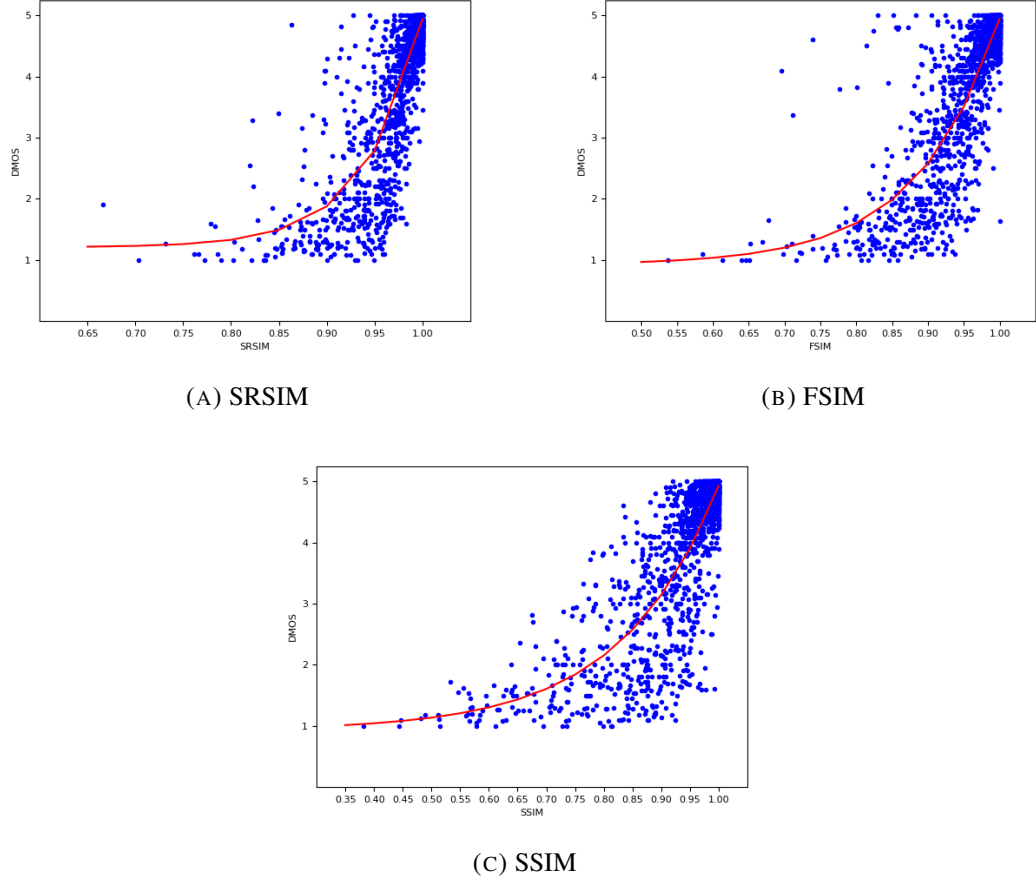 5
4
3
2
1
DMOS
0.65 0.70 0.75 0.80 0.85 0.90 0.95 1.00
SRSIM
(A) SRSIM
5
4
3
2
1
DMOS
0.50 0.55 0.60 0.65 0.70 0.75 0.80 0.85 0.90 0.95 1.00
FSIM
(B) FSIM
5
4
3
2
1
DMOS
0.35 0.40 0.45 0.50 0.55 0.60 0.65 0.70 0.75 0.80 0.85 0.90 0.95 1.00
SSIM
(C) SSIM